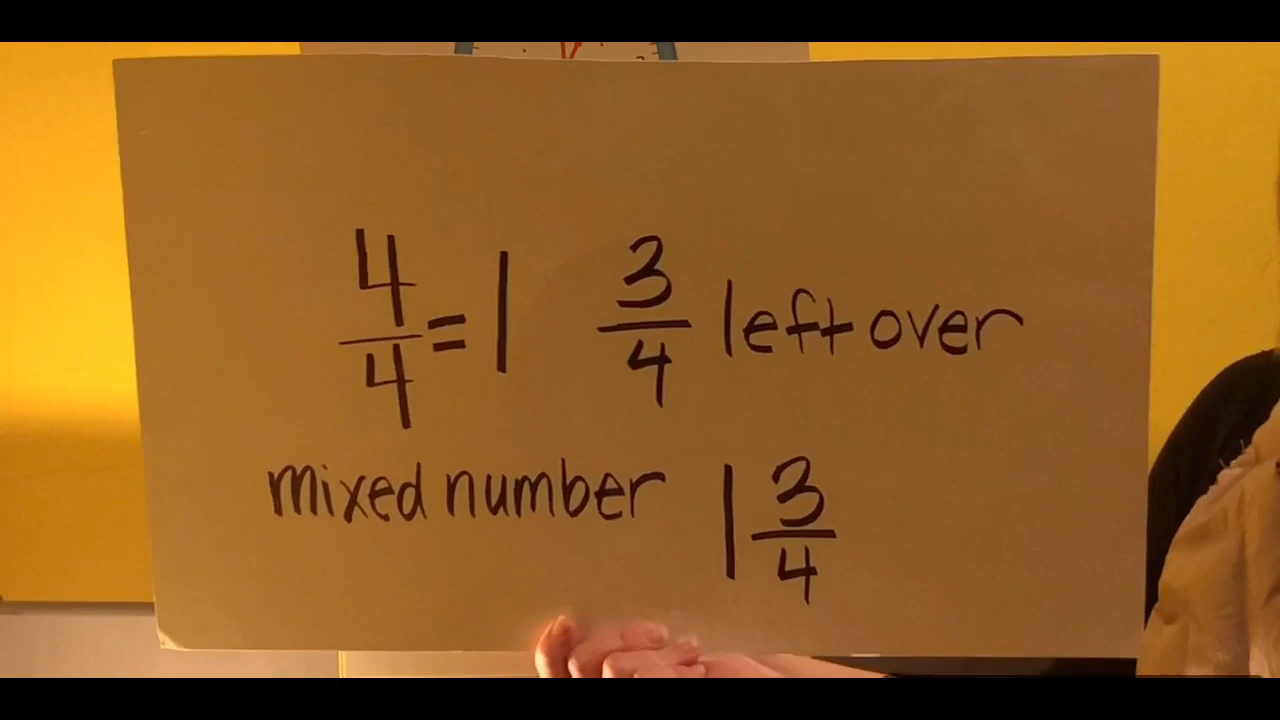 4/4 = 1 3/4 left over
mixed number 1 3/4